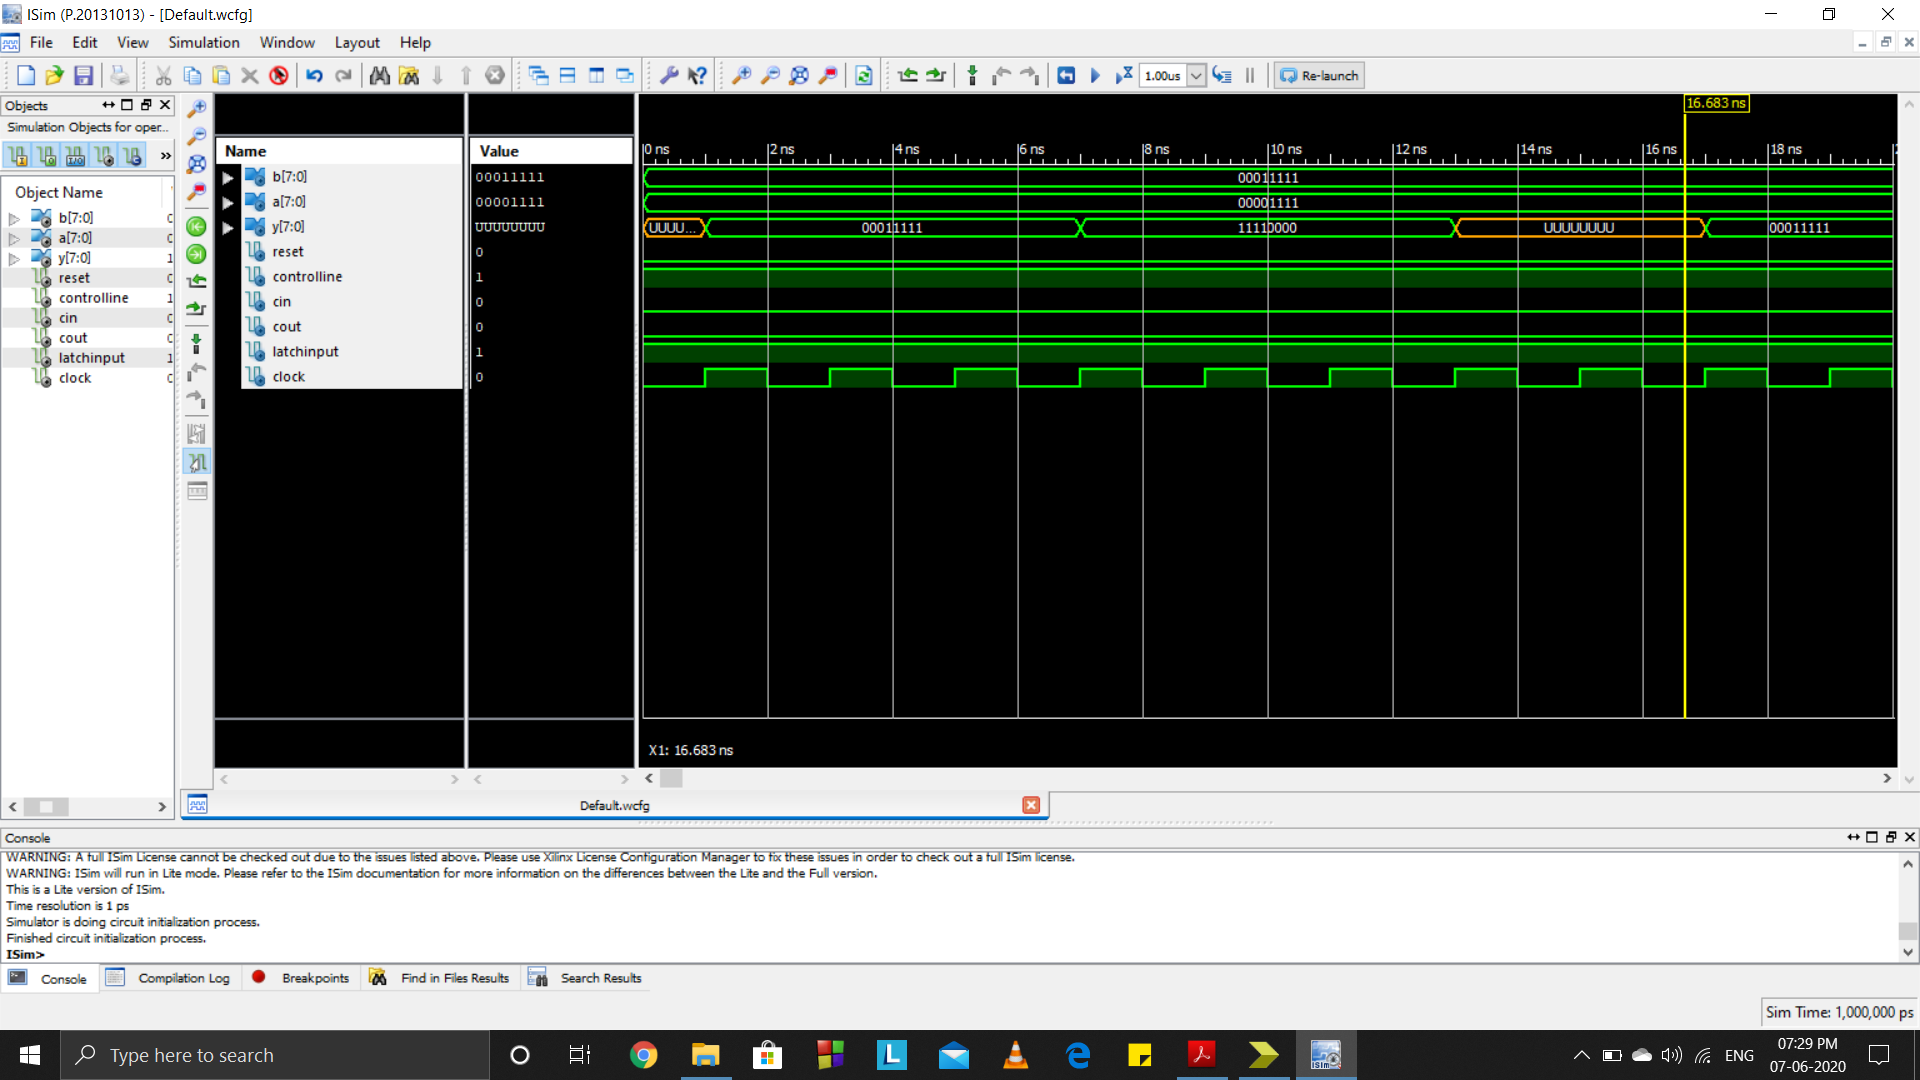 ISim (P.20131013) - [Default.wcfg]
File Edit View Simulation Window Layout Help
1.00us Re-launch
Objects
Simulation Objects for oper...
Object Name
b[7:0]
a[7:0]
y[7:0] 1
reset
controlline 1
cin
cout
latchinput 1
clock
Name Value
b[7:0] 00011111
a[7:0] 00001111
y[7:0] UUUUUUUU
reset 0
controlline 1
cin 0
cout 0
latchinput 1
clock 0
16.683 ns
0 ns 2 ns 4 ns 6 ns 8 ns 10 ns 12 ns 14 ns 16 ns 18 ns
00011111
00001111
UUUU... 00011111 11110000 UUUUUUUU 00011111
X1: 16.683 ns
Default.wcfg
Console
WARNING: A full ISim License cannot be checked out due to the issues listed above. Please use Xilinx License Configuration Manager to fix these issues in order to check out a full ISim license.
WARNING: ISim will run in Lite mode. Please refer to the ISim documentation for more information on the differences between the Lite and the Full version.
This is a Lite version of ISim.
Time resolution is 1 ps
Simulator is doing circuit initialization process.
Finished circuit initialization process.
ISim>
Console Compilation Log Breakpoints Find in Files Results Search Results
Sim Time: 1,000,000 ps
Type here to search
ENG
07:29 PM
07-06-2020